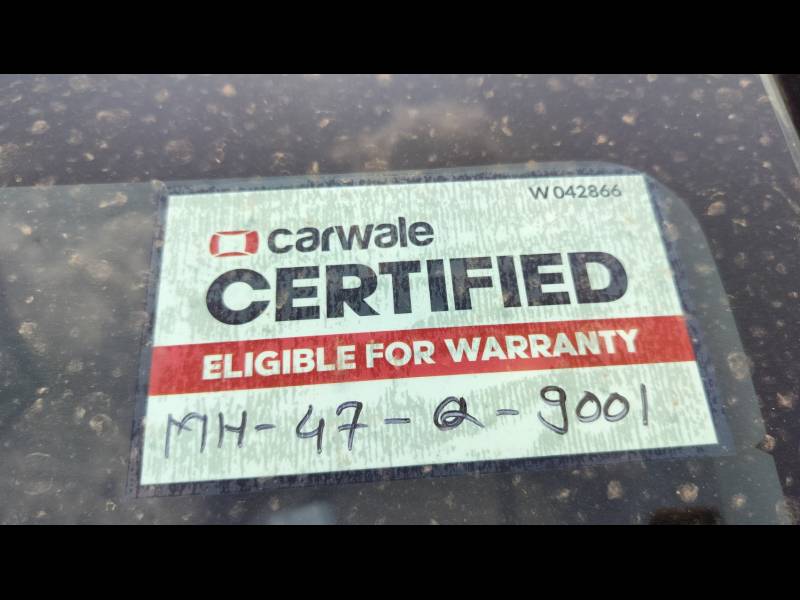 W042866
carwale
CERTIFIED
ELIGIBLE FOR WARRANTY
MH-47-Q-9001